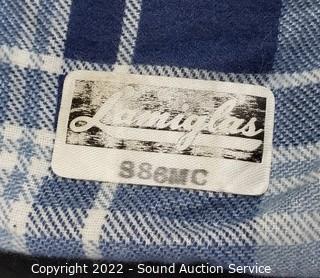 Lamiglas
S86MC
Copyright 2022 - Sound Auction Service